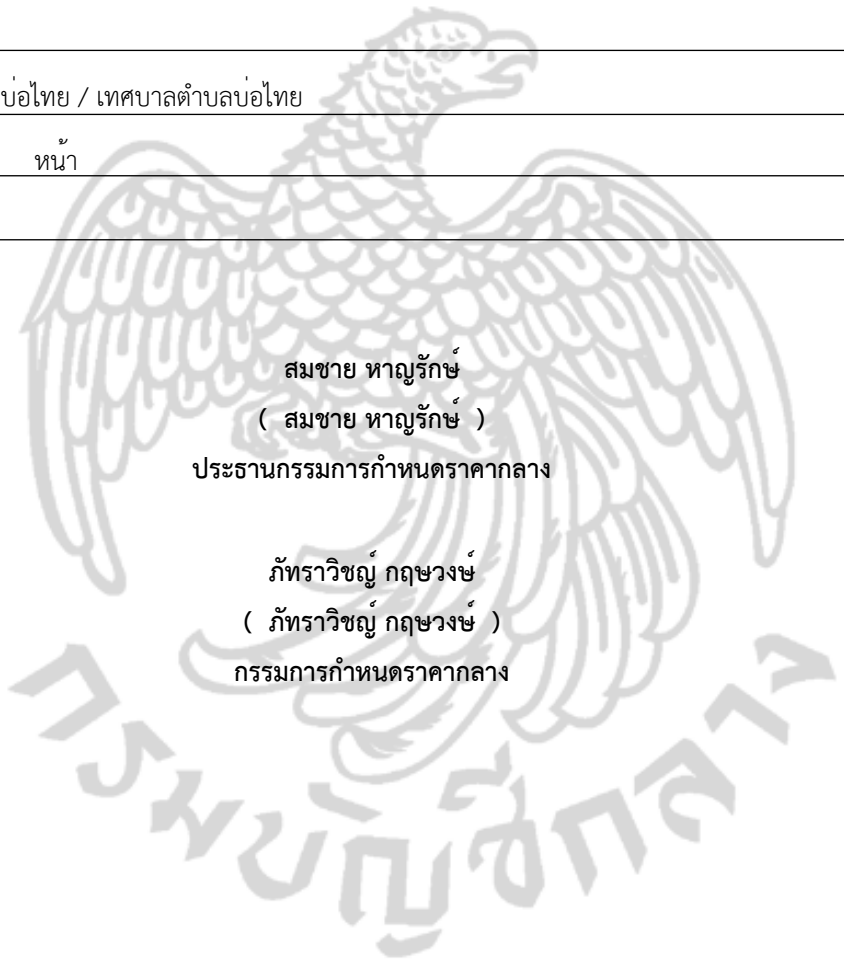 บ่อไทย / เทศบาลตำบลบ่อไทย
หน้า
สมชาย หาญรักษ์
( สมชาย หาญรักษ์ )
ประธานกรรมการกำหนดราคากลาง
ภัทราวิชญ์ กฤษวงษ์
( ภัทราวิชญ์ กฤษวงษ์ )
กรรมการกำหนดราคากลาง
กรมบัญชีกลาง